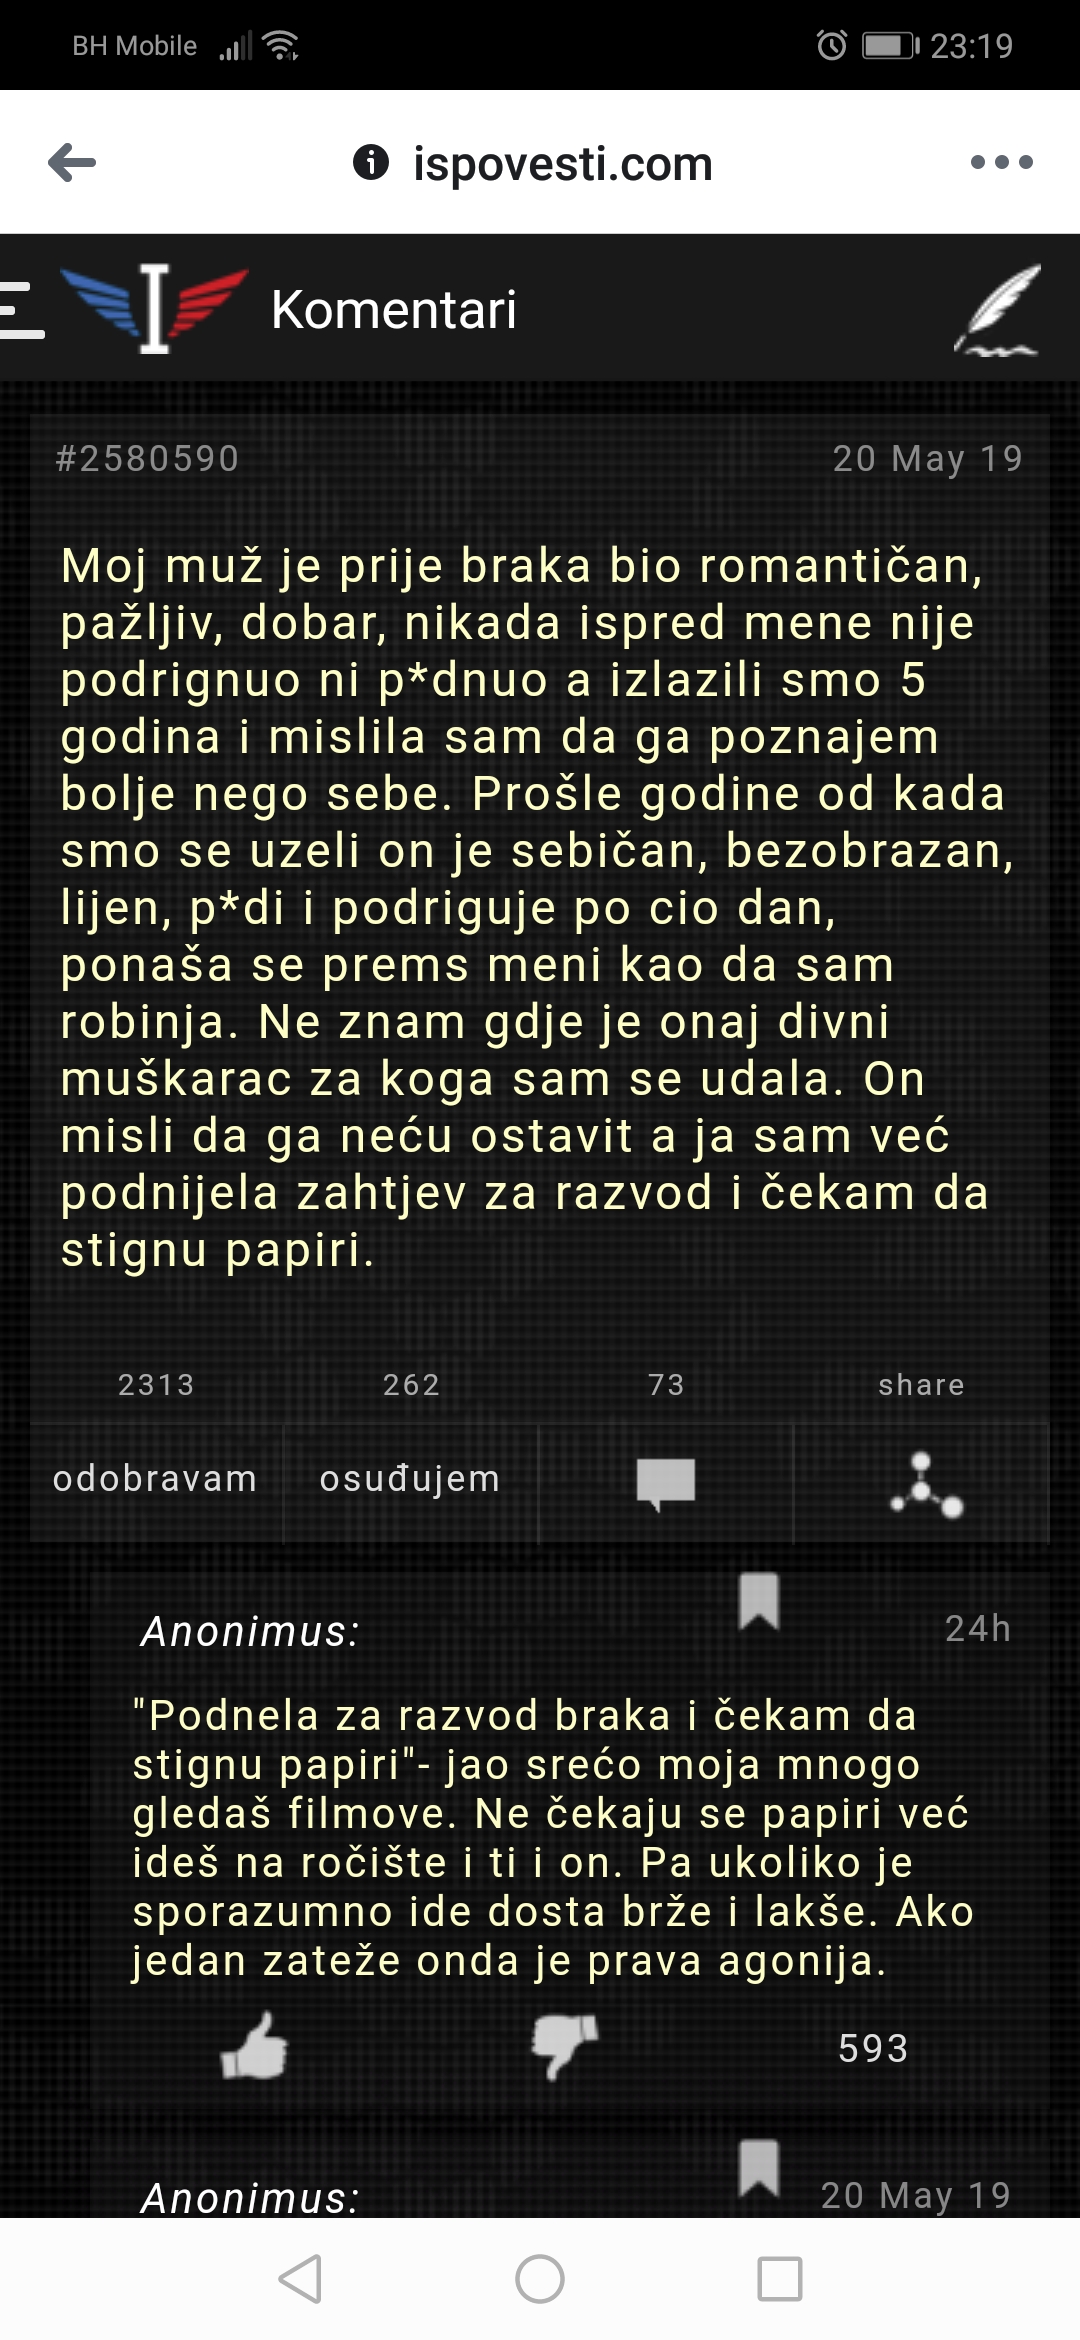 BH Mobile 23:19
ispovesti.com
I Komentari
#2580590 20 May 19
Moj muž je prije braka bio romantičan,
pažljiv, dobar, nikada ispred mene nije
podrignuo ni p*dnuo a izlazili smo 5
godina i mislila sam da ga poznajem
bolje nego sebe. Prošle godine od kada
smo se uzeli on je sebičan, bezobrazan,
lijen, p*di i podriguje po cio dan,
ponaša se prems meni kao da sam
robinja. Ne znam gdje je onaj divni
muškarac za koga sam se udala. On
misli da ga neću ostavit a ja sam već
podnijela zahtjev za razvod i čekam da
stignu papiri.
2313 262 73 share
odobravam osuđujem
Anonimus: 24h
"Podnela za razvod braka i čekam da
stignu papiri"- jao srećo moja mnogo
gledaš filmove. Ne čekaju se papiri već
ideš na ročište i ti i on. Pa ukoliko je
sporazumno ide dosta brže i lakše. Ako
jedan zateže onda je prava agonija.
593
Anonimus: 20 May 19